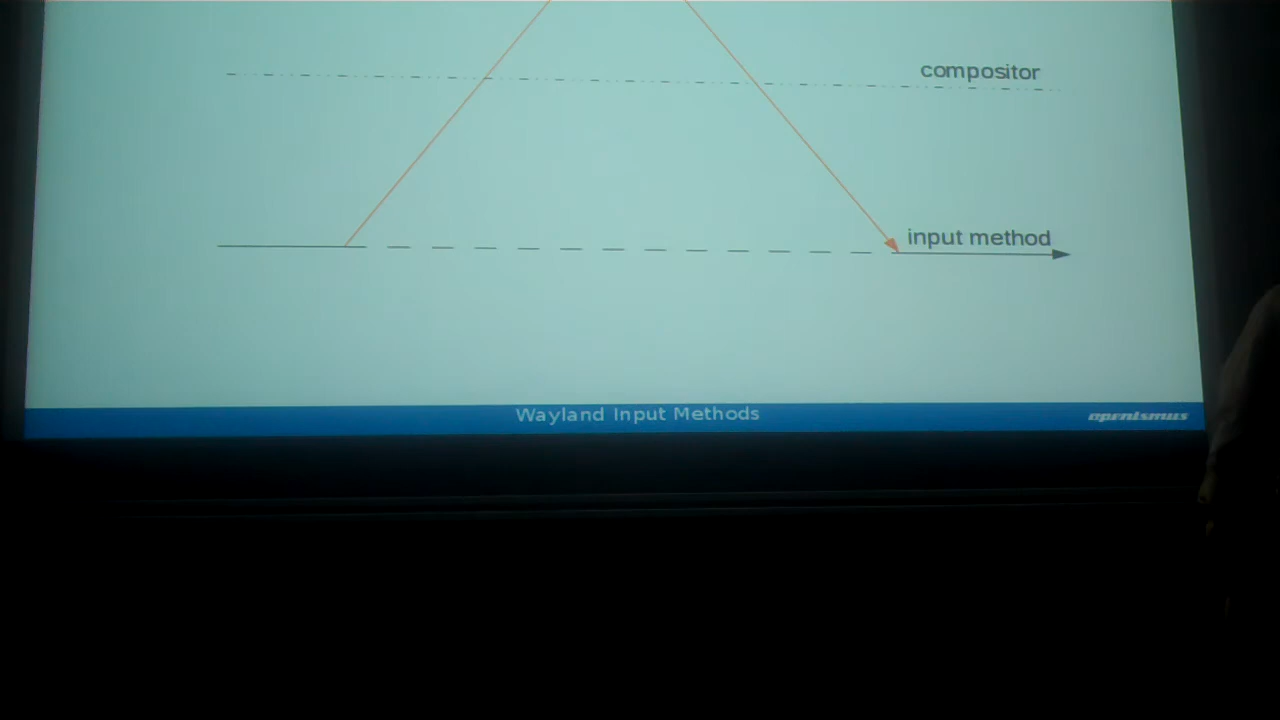 compositor
input method
Wayland Input Methods
openismus